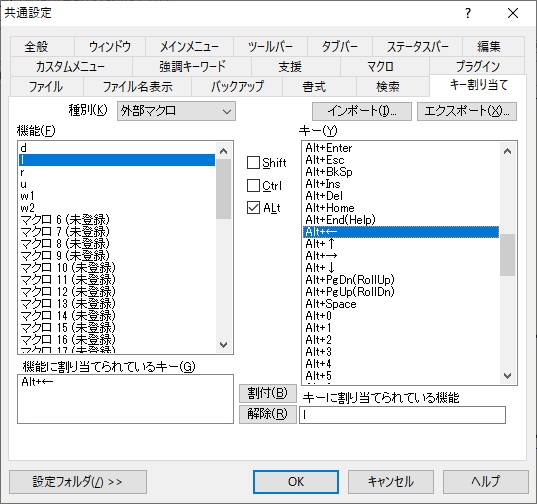 共通設定
全般 ウィンドウ メインメニュー ツールバー タブバー ステータスバー 編集
カスタムメニュー 強調キーワード 支援 マクロ プラグイン
ファイル ファイル名表示 バックアップ 書式 検索 キー割り当て
種別(K) 外部マクロ
インポート(I)... エクスポート(X)...
機能(F)
d
l
r
u
w1
w2
マクロ 6 (未登録)
マクロ 7 (未登録)
マクロ 8 (未登録)
マクロ 9 (未登録)
マクロ 10 (未登録)
マクロ 11 (未登録)
マクロ 12 (未登録)
マクロ 13 (未登録)
マクロ 14 (未登録)
マクロ 15 (未登録)
マクロ 16 (未登録)
マクロ 17 (未登録)
Shift
Ctrl
ALt
キー(Y)
Alt+Enter
Alt+Esc
Alt+BkSp
Alt+Ins
Alt+Del
Alt+Home
Alt+End(Help)
Alt+←
Alt+↑
Alt+→
Alt+↓
Alt+PgDn(RollUp)
Alt+PgUp(RollDn)
Alt+Space
Alt+0
Alt+1
Alt+2
Alt+3
Alt+4
Alt+5
機能に割り当てられているキー(G)
Alt+←
割付(B)
解除(R)
キーに割り当てられている機能
l
設定フォルダ(/) >>
OK
キャンセル
ヘルプ